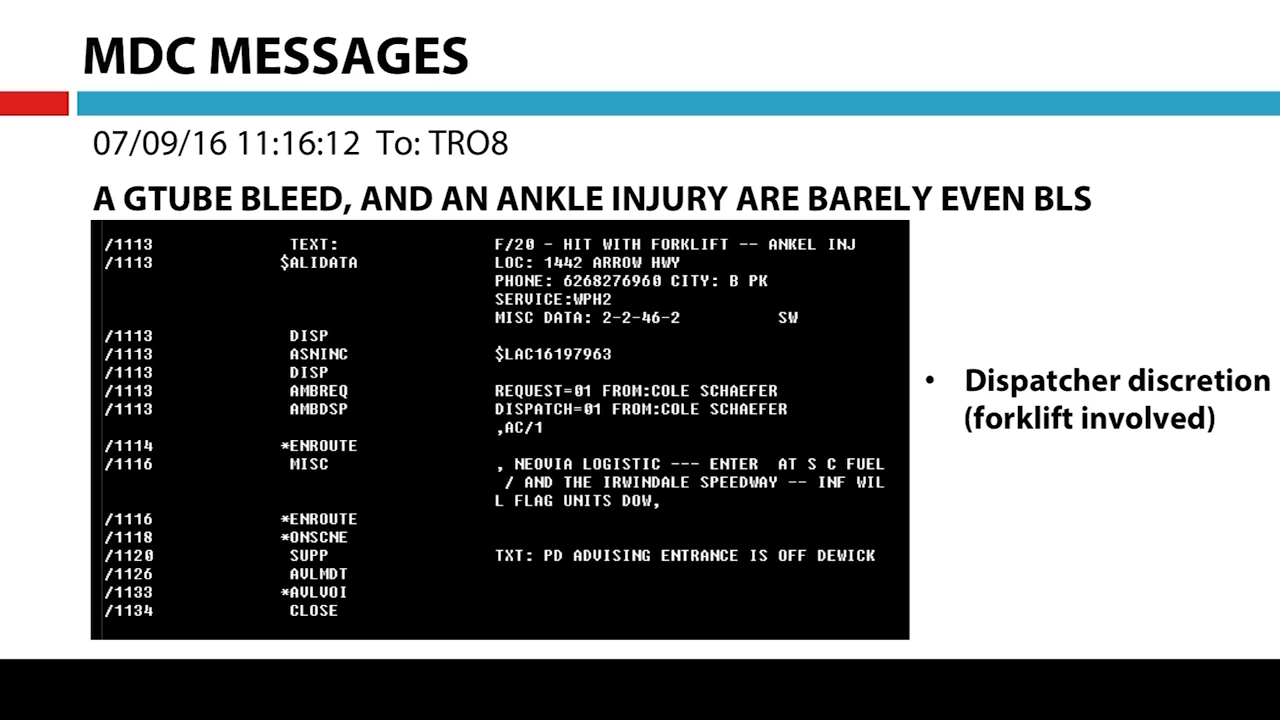 MDC MESSAGES
07/09/16 11:16:12 To: TRO8
A GTUBE BLEED, AND AN ANKLE INJURY ARE BARELY EVEN BLS
/1113 TEXT: F/20 - HIT WITH FORKLIFT -- ANKEL INJ
/1113 $ALIDATA LOC: 1442 ARROW HWY
PHONE: 6268276960 CITY: B PK
SERVICE:WPH2
MISC DATA: 2-2-46-2 SW
/1113 DISP
/1113 ASNINC $LAC16197963
/1113 DISP
/1113 AMBREQ REQUEST=01 FROM:COLE SCHAEFER
/1113 AMBDSP DISPATCH=01 FROM:COLE SCHAEFER
,AC/1
/1114 *ENROUTE
/1116 MISC , NEOVIA LOGISTIC --- ENTER AT S C FUEL
/ AND THE IRWINDALE SPEEDWAY -- INF WIL
L FLAG UNITS DOW,
/1116 *ENROUTE
/1118 *ONSCNE
/1120 SUPP TXT: PD ADVISING ENTRANCE IS OFF DEWICK
/1126 AVLMDT
/1133 *AVLVOI
/1134 CLOSE
• Dispatcher discretion
(forklift involved)